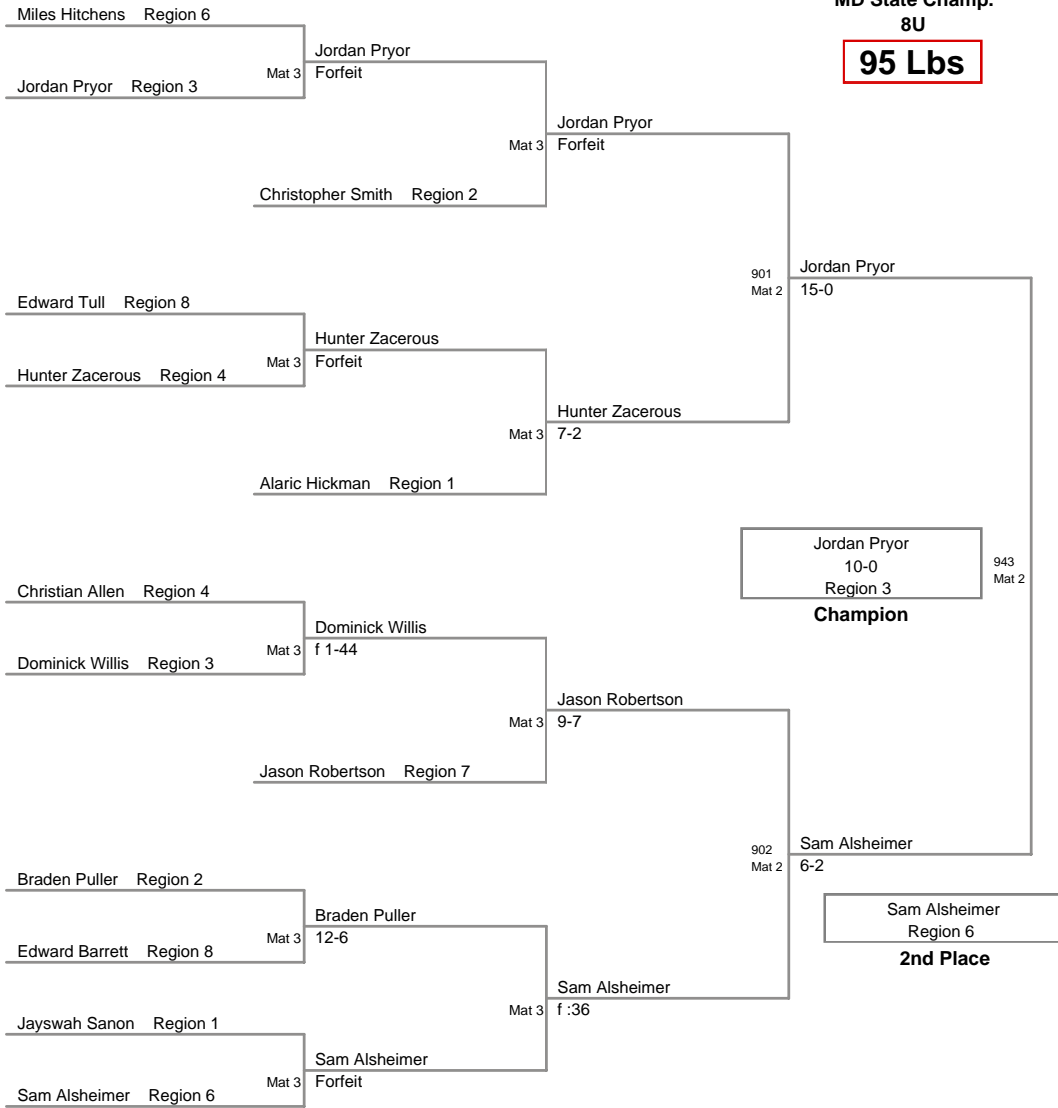 MD State Champ.
8U
95 Lbs
Miles Hitchens Region 6
Jordan Pryor
Mat 3 Forfeit
Jordan Pryor Region 3
Jordan Pryor
Mat 3 Forfeit
Christopher Smith Region 2
901 Jordan Pryor
Mat 2 15-0
Edward Tull Region 8
Hunter Zacerous
Mat 3 Forfeit
Hunter Zacerous Region 4
Hunter Zacerous
Mat 3 7-2
Alaric Hickman Region 1
Jordan Pryor
10-0
Region 3
943
Mat 2
Champion
Christian Allen Region 4
Dominick Willis
Mat 3 f 1-44
Dominick Willis Region 3
Jason Robertson
Mat 3 9-7
Jason Robertson Region 7
902 Sam Alsheimer
Mat 2 6-2
Braden Puller Region 2
Braden Puller
Mat 3 12-6
Edward Barrett Region 8
Sam Alsheimer
Region 6
2nd Place
Sam Alsheimer
Mat 3 f :36
Jayswah Sanon Region 1
Sam Alsheimer
Mat 3 Forfeit
Sam Alsheimer Region 6